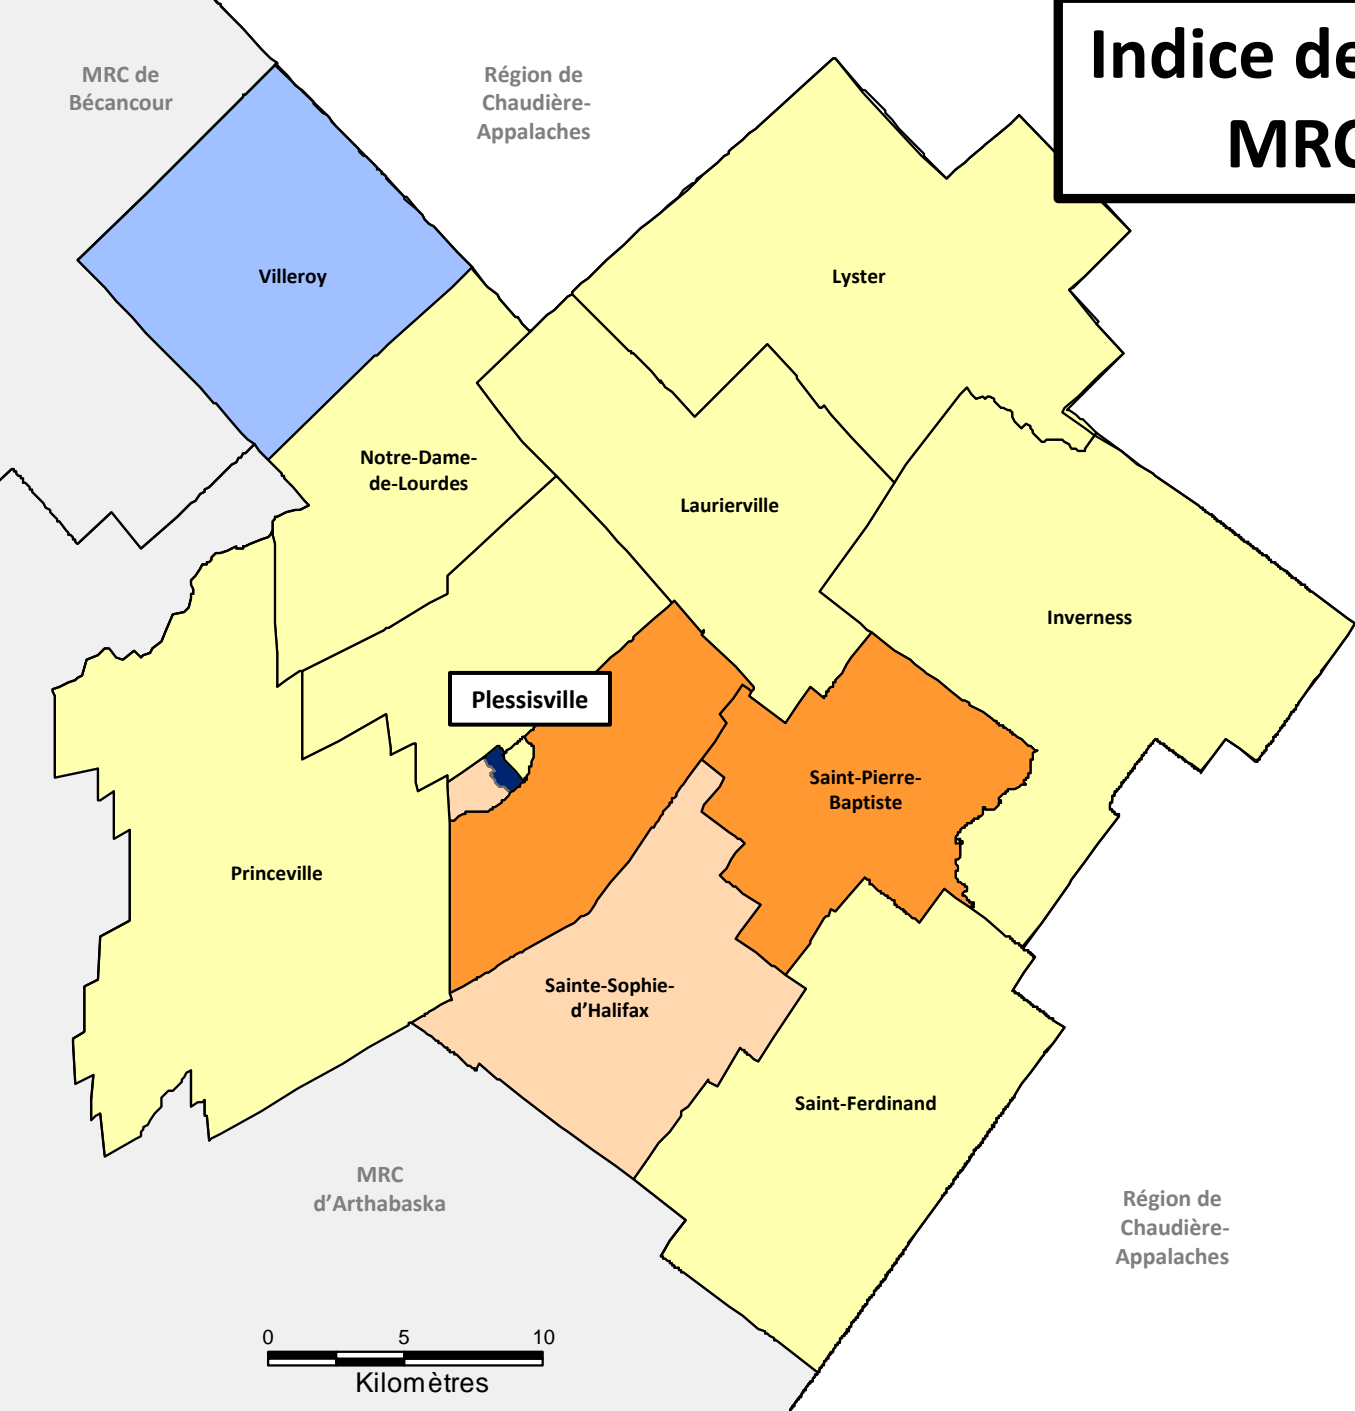 Indice de
MRC
MRC de
Bécancour
Région de
Chaudière-
Appalaches
Villeroy
Lyster
Notre-Dame-
de-Lourdes
Laurierville
Inverness
Plessisville
Saint-Pierre-
Baptiste
Princeville
Sainte-Sophie-
d’Halifax
Saint-Ferdinand
MRC
d’Arthabaska
Région de
Chaudière-
Appalaches
0 5 10
Kilomètres